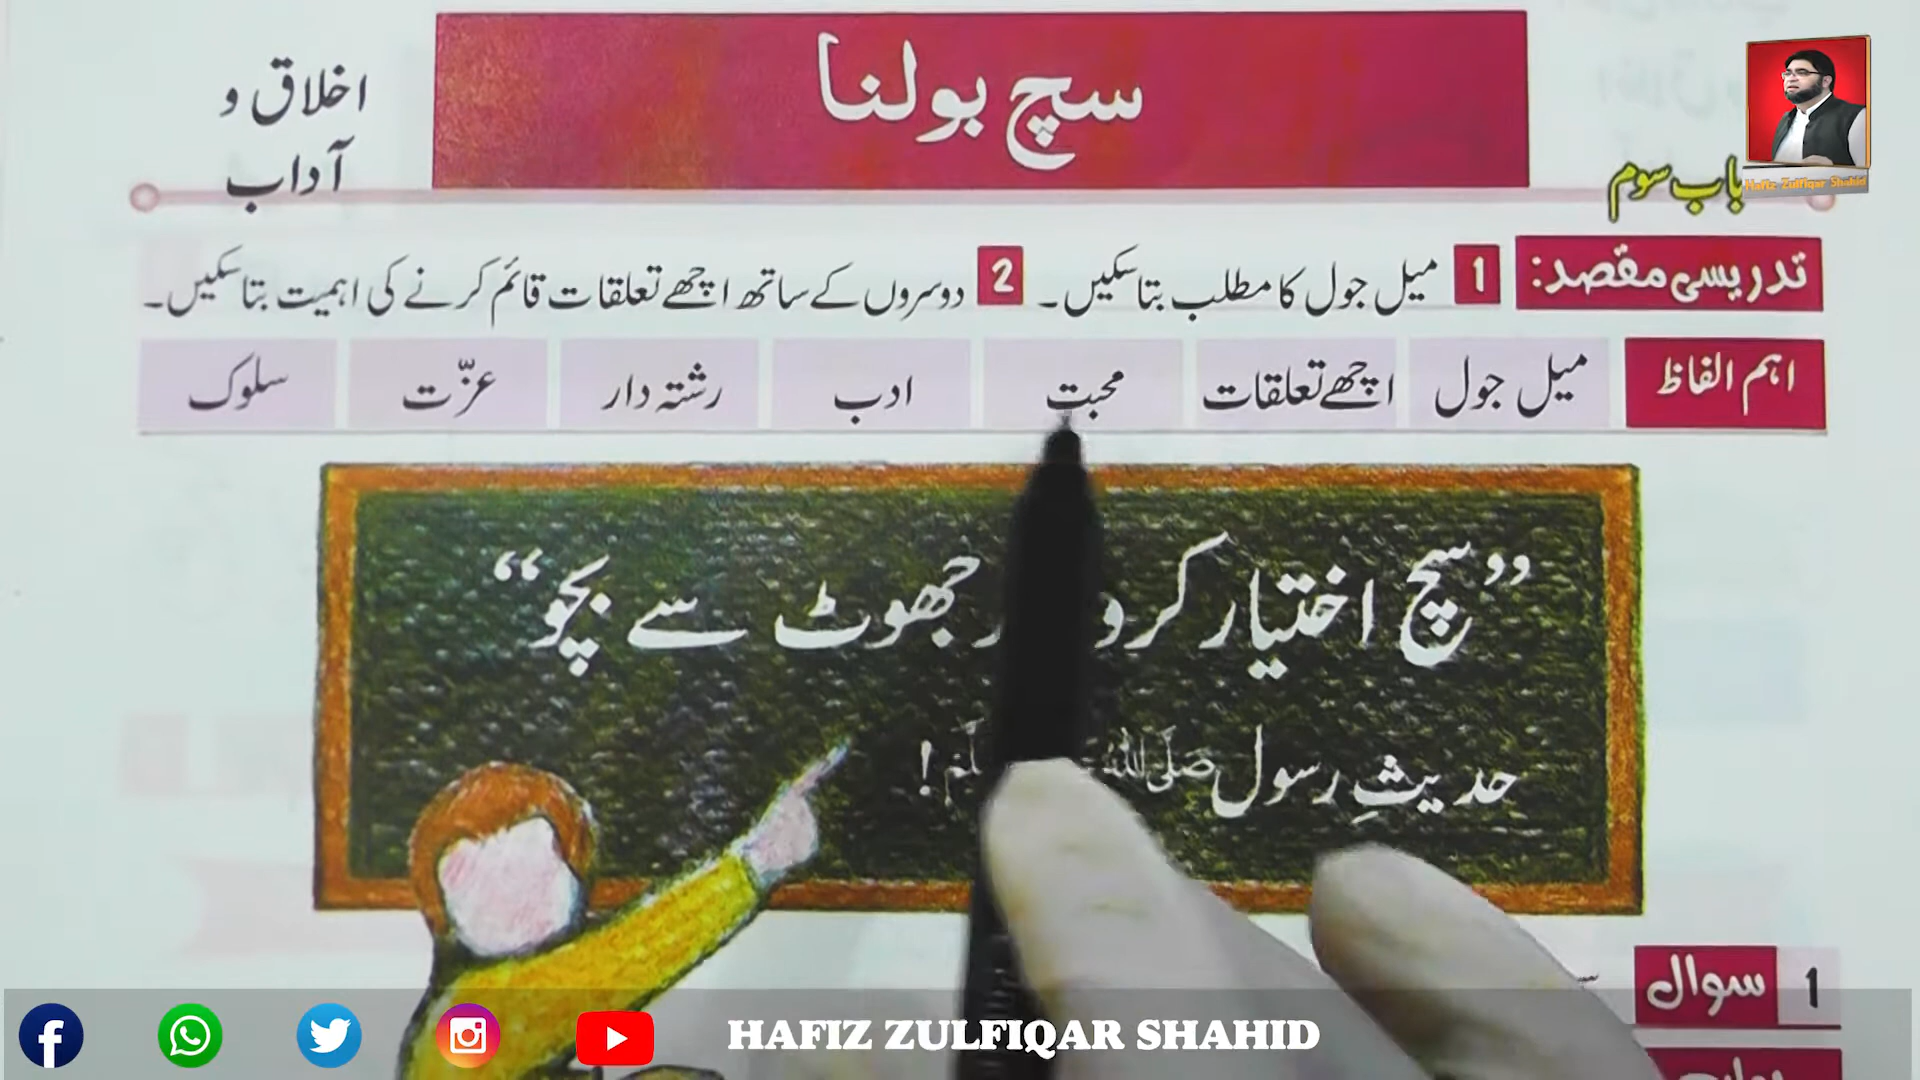 سچ بولنا
اخلاق و
آداب
باب سوم
Hafiz Zulfiqar Shahid
تدریسی مقصد: 1 میل جول کا مطلب بتا سکیں۔ 2 دوسروں کے ساتھ اچھے تعلقات قائم کرنے کی اہمیت بتا سکیں۔
اہم الفاظ میل جول اچھے تعلقات محبت ادب رشتہ دار عزّت سلوک
”سچ اختیار کرو جھوٹ سے بچو“
حدیثِ رسول !
1 سوال
HAFIZ ZULFIQAR SHAHID